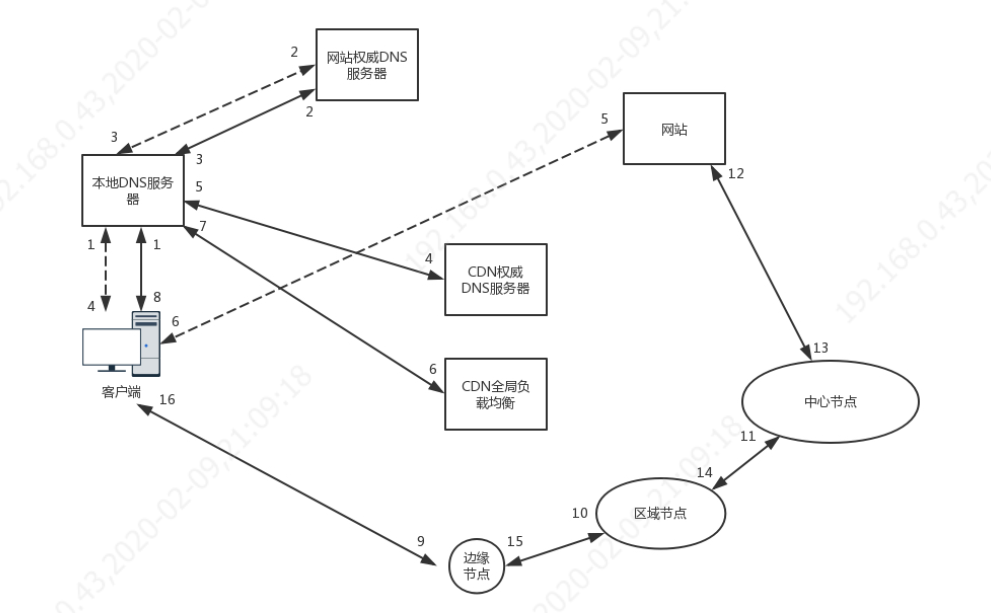 2
网站权威DNS
服务器
2
3
3
5
网站
12
本地DNS服务
器
5
7
1
1
4
CDN权威
DNS服务器
4
8
6
客户端
16
6
CDN全局负
载均衡
13
中心节点
11
14
10
区域节点
9
15
边缘
节点
192.168.0.43,2020-02-09,21:09:18